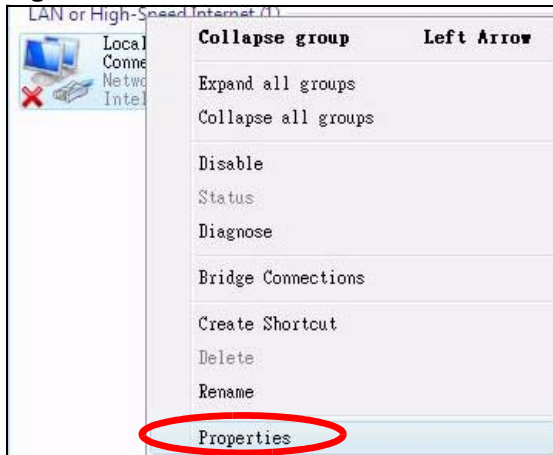 LAN or High-Speed Internet (1)
Local
Conne
Netwo
Intel
Collapse group Left Arrow
Expand all groups
Collapse all groups
Disable
Status
Diagnose
Bridge Connections
Create Shortcut
Delete
Rename
Properties